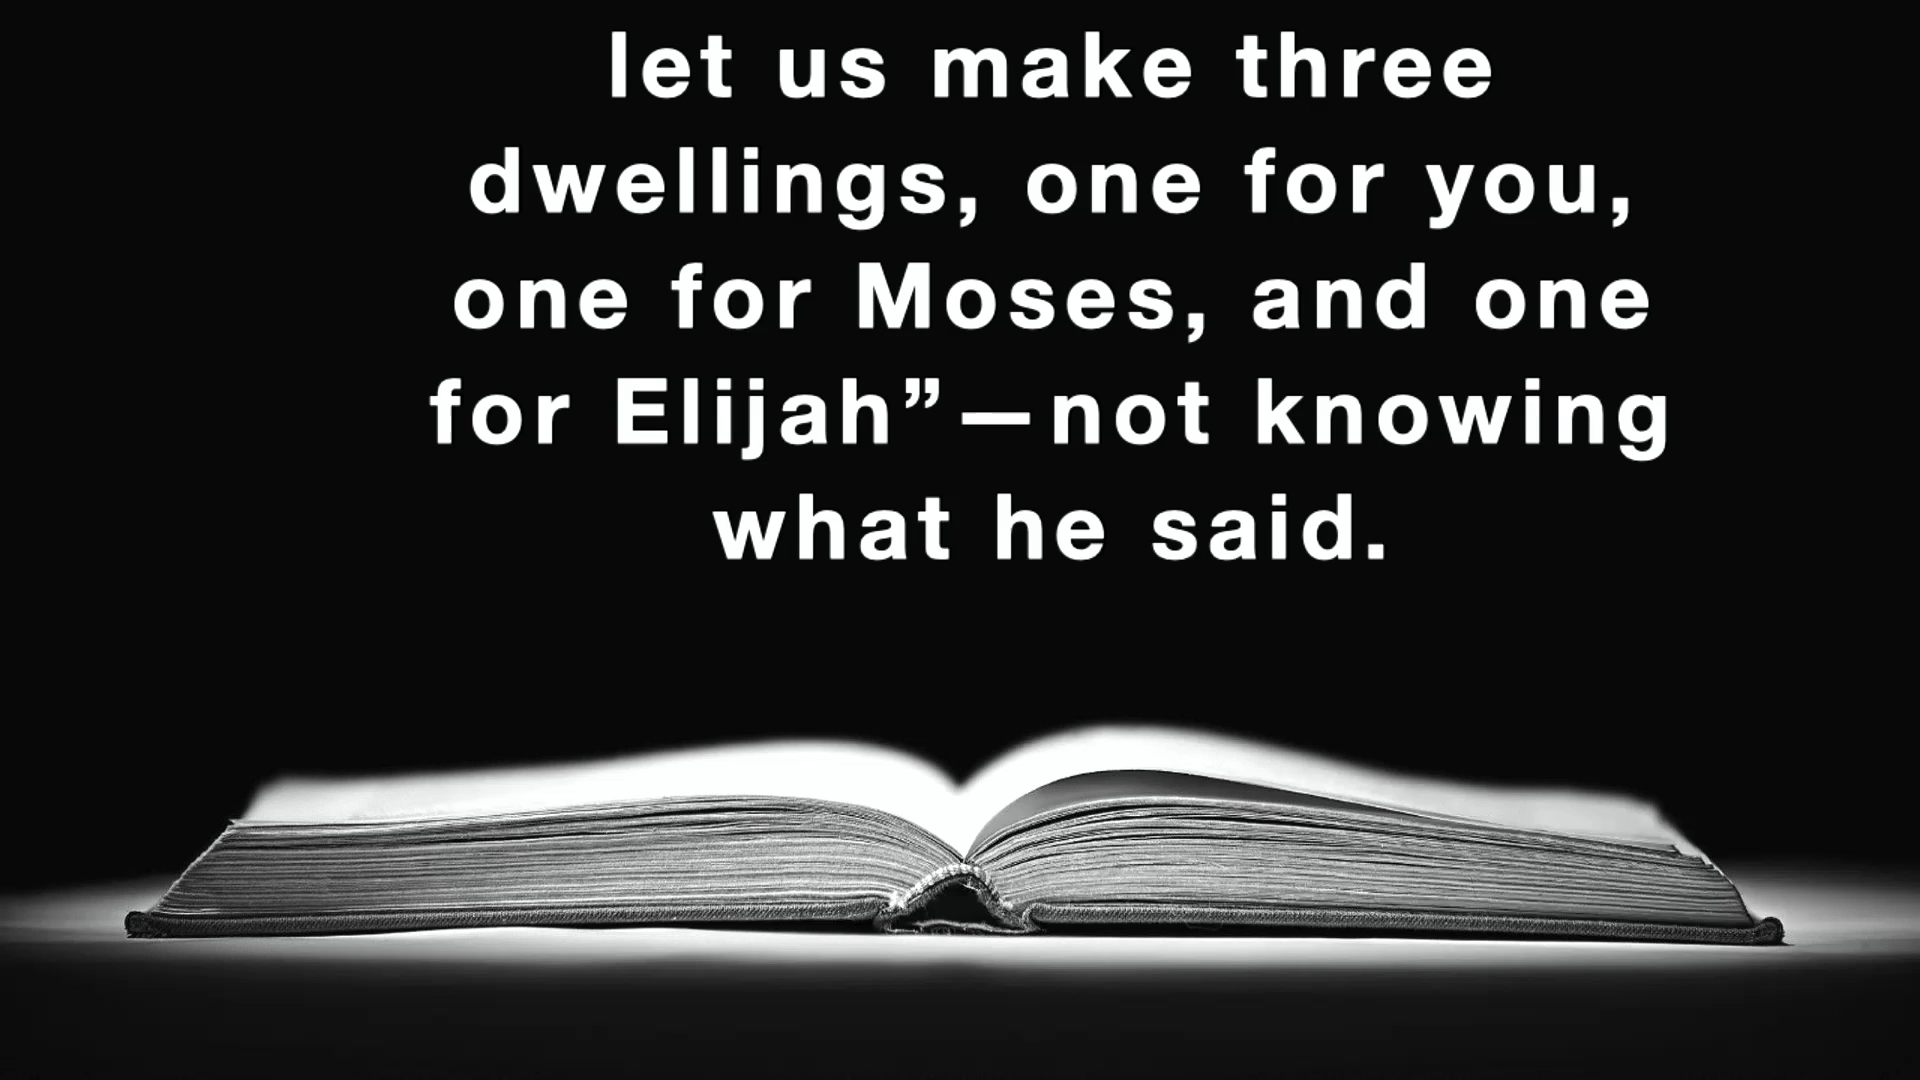 let us make three
dwellings, one for you,
one for Moses, and one
for Elijah”—not knowing
what he said.